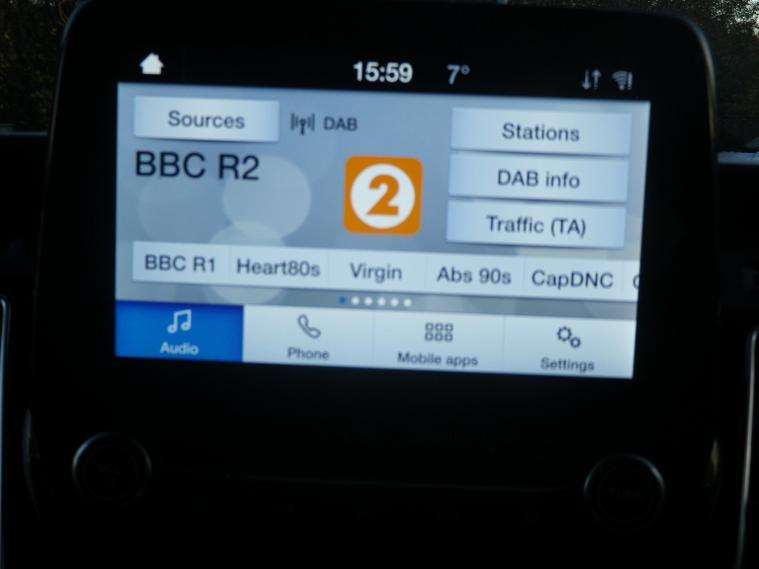 15:59 7°
Sources DAB
Stations
BBC R2
2
DAB info
Traffic (TA)
BBC R1 Heart80s Virgin Abs 90s CapDNC
Audio Phone Mobile apps Settings